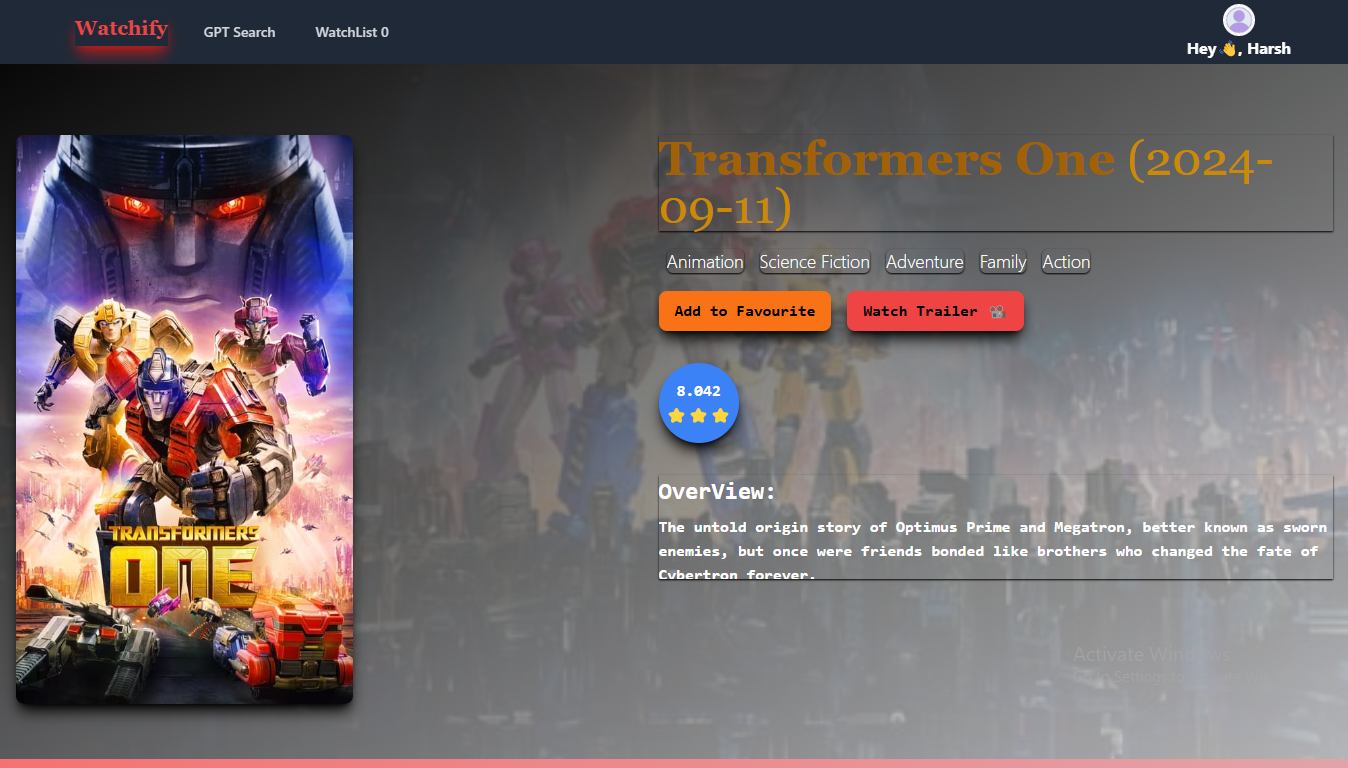 Watchify
GPT Search
WatchList 0
Hey 👋, Harsh
Transformers One (2024-
09-11)
Animation Science Fiction Adventure Family Action
Add to Favourite
Watch Trailer 📽
8.042
OverView:
The untold origin story of Optimus Prime and Megatron, better known as sworn
enemies, but once were friends bonded like brothers who changed the fate of
Cybertron forever.
TRANSFORMERS
ONE
Activate Windows
Go to Settings to